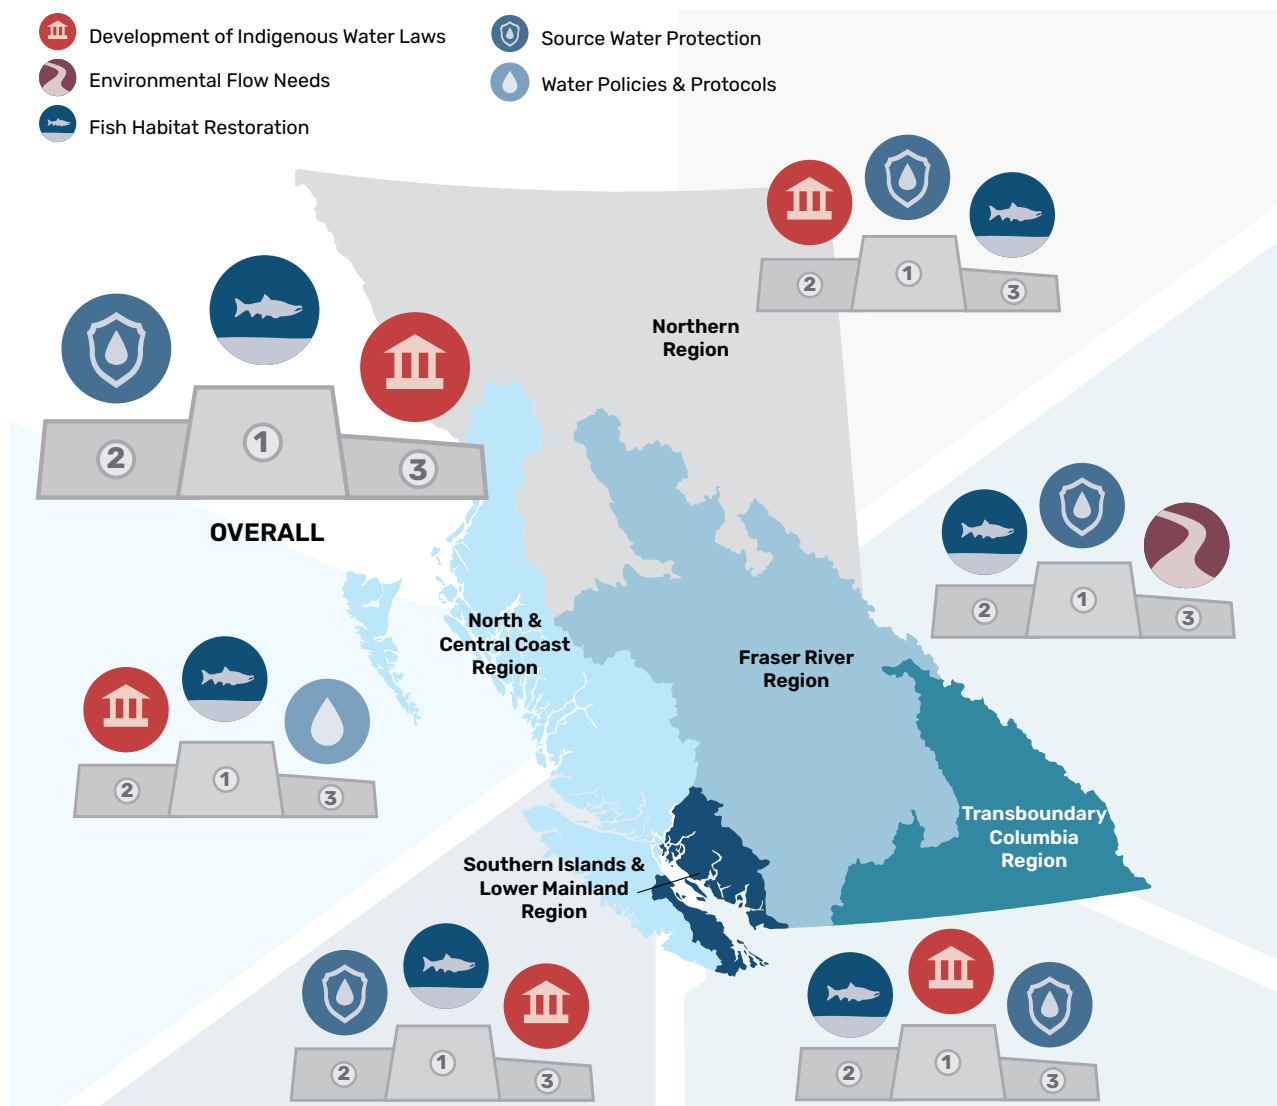 Development of Indigenous Water Laws
Environmental Flow Needs
Fish Habitat Restoration
Source Water Protection
Water Policies & Protocols
2
1
3
Northern
Region
2
1
3
OVERALL
2
1
3
North &
Central Coast
Region
Fraser River
Region
2
1
3
Transboundary
Columbia
Region
Southern Islands &
Lower Mainland
Region
2
1
3
2
1
3